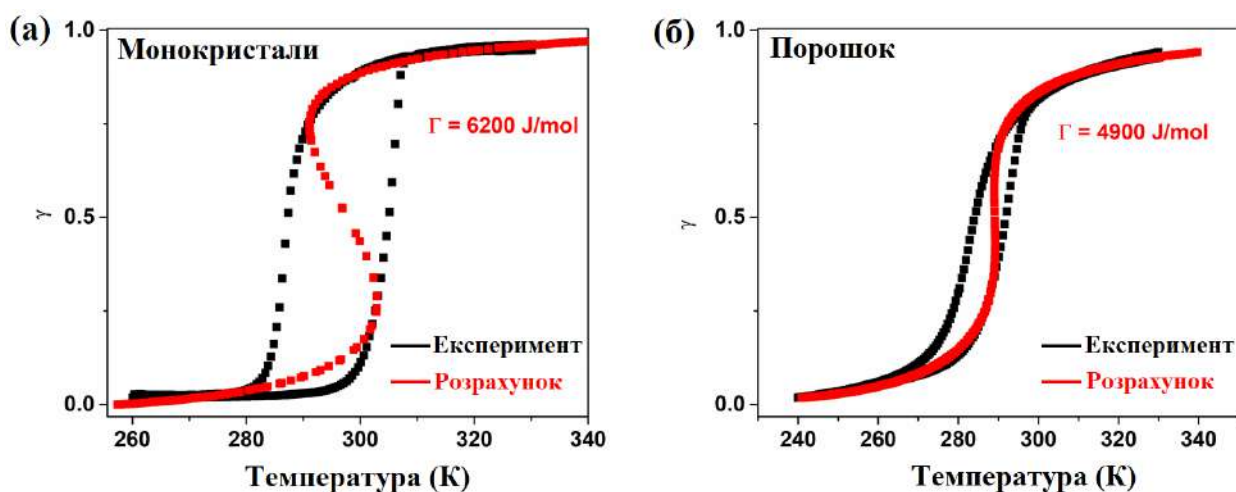 (а)
Монокристали
Γ = 6200 J/mol
γ
1.0
0.5
0.0
Експеримент
Розрахунок
260 280 300 320 340
Температура (К)
(б)
Порошок
Γ = 4900 J/mol
γ
1.0
0.5
0.0
Експеримент
Розрахунок
240 260 280 300 320 340
Температура (К)